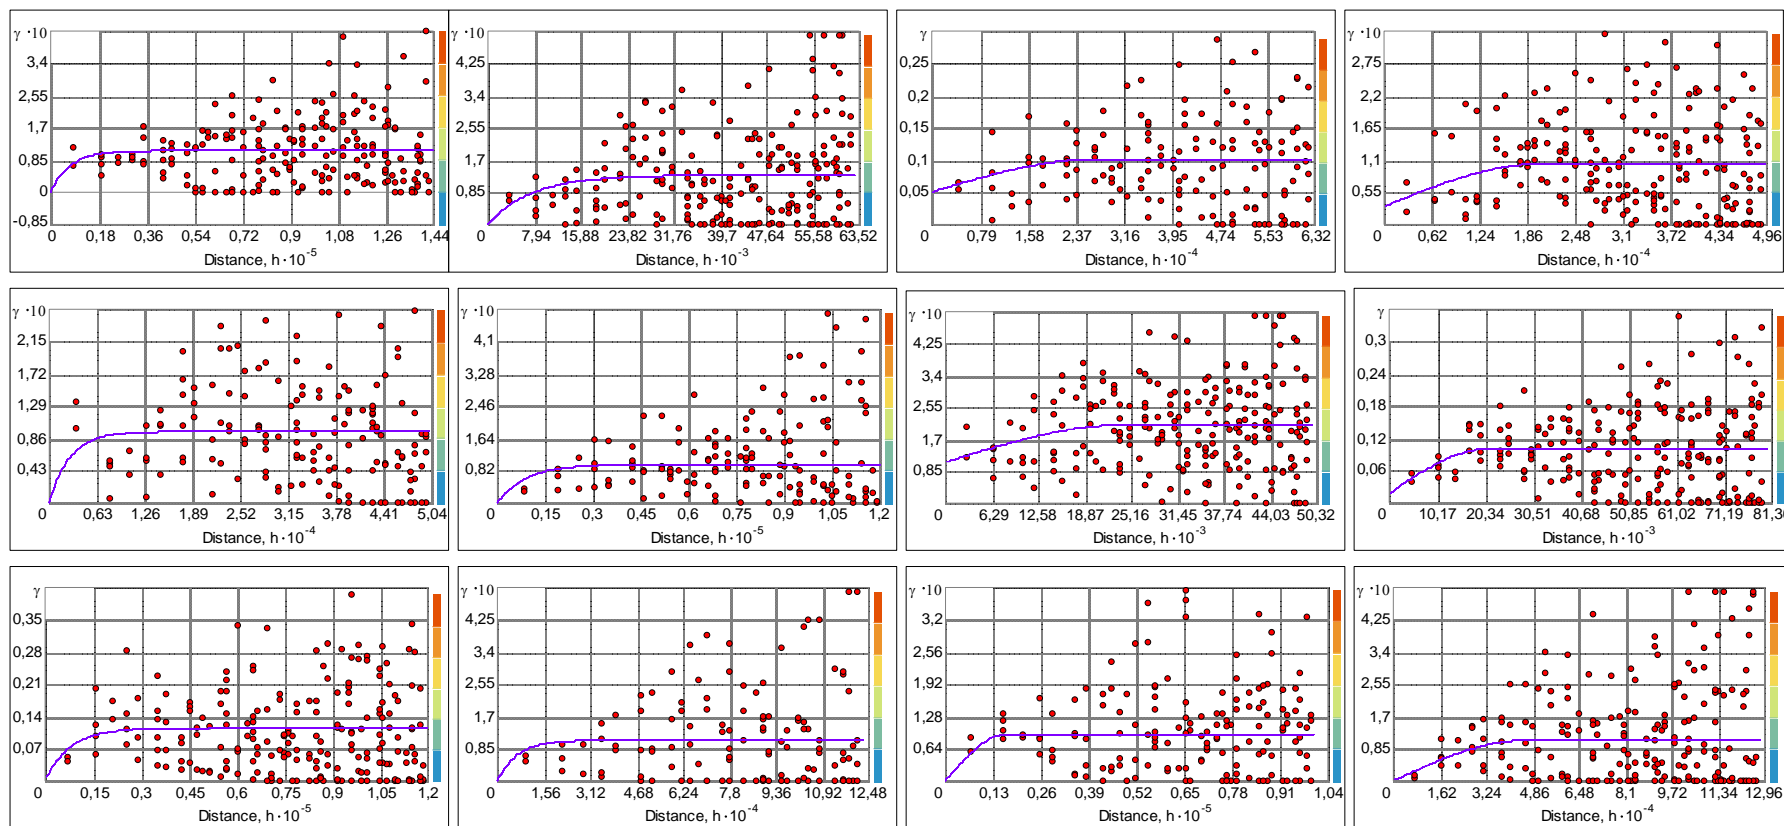 γ ·10
3,4
2,55
1,7
0,85
0
-0,85
0 0,18 0,36 0,54 0,72 0,9 1,08 1,26 1,44
Distance, h · 10⁻⁵
γ ·10
4,25
3,4
2,55
1,7
0,85
0 7,94 15,88 23,82 31,76 39,7 47,64 55,58 63,52
Distance, h · 10⁻³
γ
0,25
0,2
0,15
0,1
0,05
0 0,79 1,58 2,37 3,16 3,95 4,74 5,53 6,32
Distance, h · 10⁻⁴
γ ·10
2,75
2,2
1,65
1,1
0,55
0 0,62 1,24 1,86 2,48 3,1 3,72 4,34 4,96
Distance, h · 10⁻⁴
γ ·10
2,15
1,72
1,29
0,86
0,43
0 0,63 1,26 1,89 2,52 3,15 3,78 4,41 5,04
Distance, h · 10⁻⁴
γ ·10
4,1
3,28
2,46
1,64
0,82
0 0,15 0,3 0,45 0,6 0,75 0,9 1,05 1,2
Distance, h · 10⁻⁵
γ ·10
4,25
3,4
2,55
1,7
0,85
0 6,29 12,58 18,87 25,16 31,45 37,74 44,03 50,32
Distance, h · 10⁻³
γ
0,3
0,24
0,18
0,12
0,06
0 10,17 20,34 30,51 40,68 50,85 61,02 71,19 81,36
Distance, h · 10⁻³
γ
0,35
0,28
0,21
0,14
0,07
0 0,15 0,3 0,45 0,6 0,75 0,9 1,05 1,2
Distance, h · 10⁻⁵
γ ·10
4,25
3,4
2,55
1,7
0,85
0 1,56 3,12 4,68 6,24 7,8 9,36 10,92 12,48
Distance, h · 10⁻⁴
γ ·10
3,2
2,56
1,92
1,28
0,64
0 0,13 0,26 0,39 0,52 0,65 0,78 0,91 1,04
Distance, h · 10⁻⁵
γ ·10
4,25
3,4
2,55
1,7
0,85
0 1,62 3,24 4,86 6,48 8,1 9,72 11,34 12,96
Distance, h · 10⁻⁴